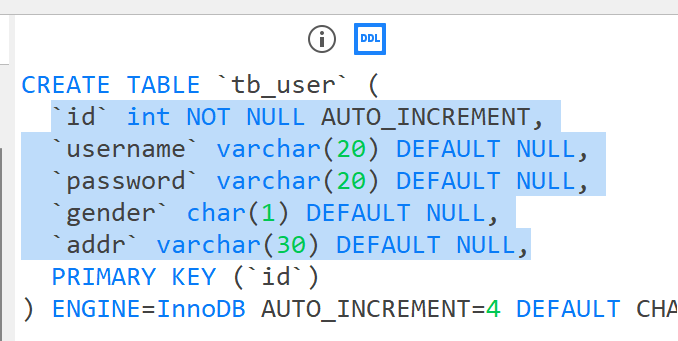 DDL
CREATE TABLE `tb_user` (
`id` int NOT NULL AUTO_INCREMENT,
`username` varchar(20) DEFAULT NULL,
`password` varchar(20) DEFAULT NULL,
`gender` char(1) DEFAULT NULL,
`addr` varchar(30) DEFAULT NULL,
PRIMARY KEY (`id`)
) ENGINE=InnoDB AUTO_INCREMENT=4 DEFAULT CHA